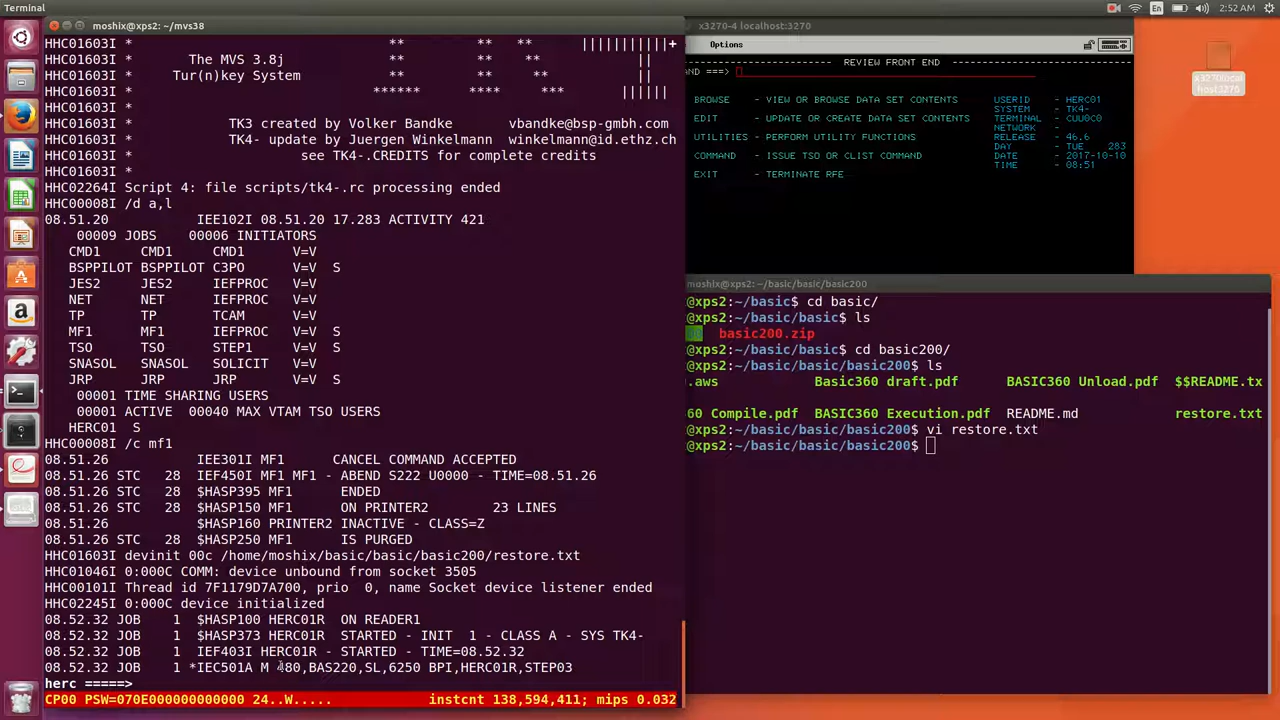 Terminal
En
2:52 AM
moshix@xps2: ~/mvs38
HHC01603I *                                     **         **   **        |||||||||||+
HHC01603I *         The MVS 3.8j                **         **    **              ||
HHC01603I *      Tur(n)key System               **         **     **             ||
HHC01603I *                                   ******      ****    ***         ||||||
HHC01603I *
HHC01603I *            TK3 created by Volker Bandke       vbandke@bsp-gmbh.com
HHC01603I *            TK4- update by Juergen Winkelmann  winkelmann@id.ethz.ch
HHC01603I *                     see TK4-.CREDITS for complete credits
HHC01603I *
HHC02264I Script 4: file scripts/tk4-.rc processing ended
HHC00008I /d a,l
08.51.20           IEE102I 08.51.20 17.283 ACTIVITY 421
00009 JOBS    00006 INITIATORS
CMD1     CMD1     CMD1     V=V
BSPPILOT BSPPILOT C3PO     V=V  S
JES2     JES2     IEFPROC  V=V
NET      NET      IEFPROC  V=V
TP       TP       TCAM     V=V
MF1      MF1      IEFPROC  V=V  S
TSO      TSO      STEP1    V=V  S
SNASOL   SNASOL   SOLICIT  V=V
JRP      JRP      JRP      V=V  S
00001 TIME SHARING USERS
00001 ACTIVE  00040 MAX VTAM TSO USERS
HERC01  S
HHC00008I /c mf1
08.51.26           IEE301I MF1      CANCEL COMMAND ACCEPTED
08.51.26 STC   28  IEF450I MF1 MF1 - ABEND S222 U0000 - TIME=08.51.26
08.51.26 STC   28  $HASP395 MF1      ENDED
08.51.26 STC   28  $HASP150 MF1      ON PRINTER2        23 LINES
08.51.26           $HASP160 PRINTER2 INACTIVE - CLASS=Z
08.51.26 STC   28  $HASP250 MF1      IS PURGED
HHC01603I devinit 00c /home/moshix/basic/basic/basic200/restore.txt
HHC01046I 0:000C COMM: device unbound from socket 3505
HHC00101I Thread id 7F1179D7A700, prio  0, name Socket device listener ended
HHC02245I 0:000C device initialized
08.52.32 JOB    1  $HASP100 HERC01R  ON READER1
08.52.32 JOB    1  $HASP373 HERC01R  STARTED - INIT  1 - CLASS A - SYS TK4-
08.52.32 JOB    1  IEF403I HERC01R - STARTED - TIME=08.52.32
08.52.32 JOB    1 *IEC501A M 480,BAS220,SL,6250 BPI,HERC01R,STEP03
herc =====>
CP00 PSW=070E000000000000 24..W.....            instcnt 138,594,411; mips 0.032
x3270-4 localhost:3270
Options
REVIEW FRONT END
AND ===>
BROWSE    - VIEW OR BROWSE DATA SET CONTENTS     USERID   - HERC01
SYSTEM   - TK4-
EDIT      - UPDATE OR CREATE DATA SET CONTENTS   TERMINAL - CUU0C0
NETWORK  -
UTILITIES - PERFORM UTILITY FUNCTIONS            RELEASE  - 46.6
DAY      - TUE  283
COMMAND   - ISSUE TSO OR CLIST COMMAND           DATE     - 2017-10-10
TIME     - 08:51
EXIT      - TERMINATE RFE
x3270local
host:3270
moshix@xps2: ~/basic/basic/basic200
@xps2:~/basic$ cd basic/
@xps2:~/basic/basic$ ls
basic200.zip
@xps2:~/basic/basic$ cd basic200/
@xps2:~/basic/basic/basic200$ ls
.aws            Basic360 draft.pdf      BASIC360 Unload.pdf  $$README.tx
60 Compile.pdf  BASIC360 Execution.pdf  README.md            restore.txt
@xps2:~/basic/basic/basic200$ vi restore.txt
@xps2:~/basic/basic/basic200$